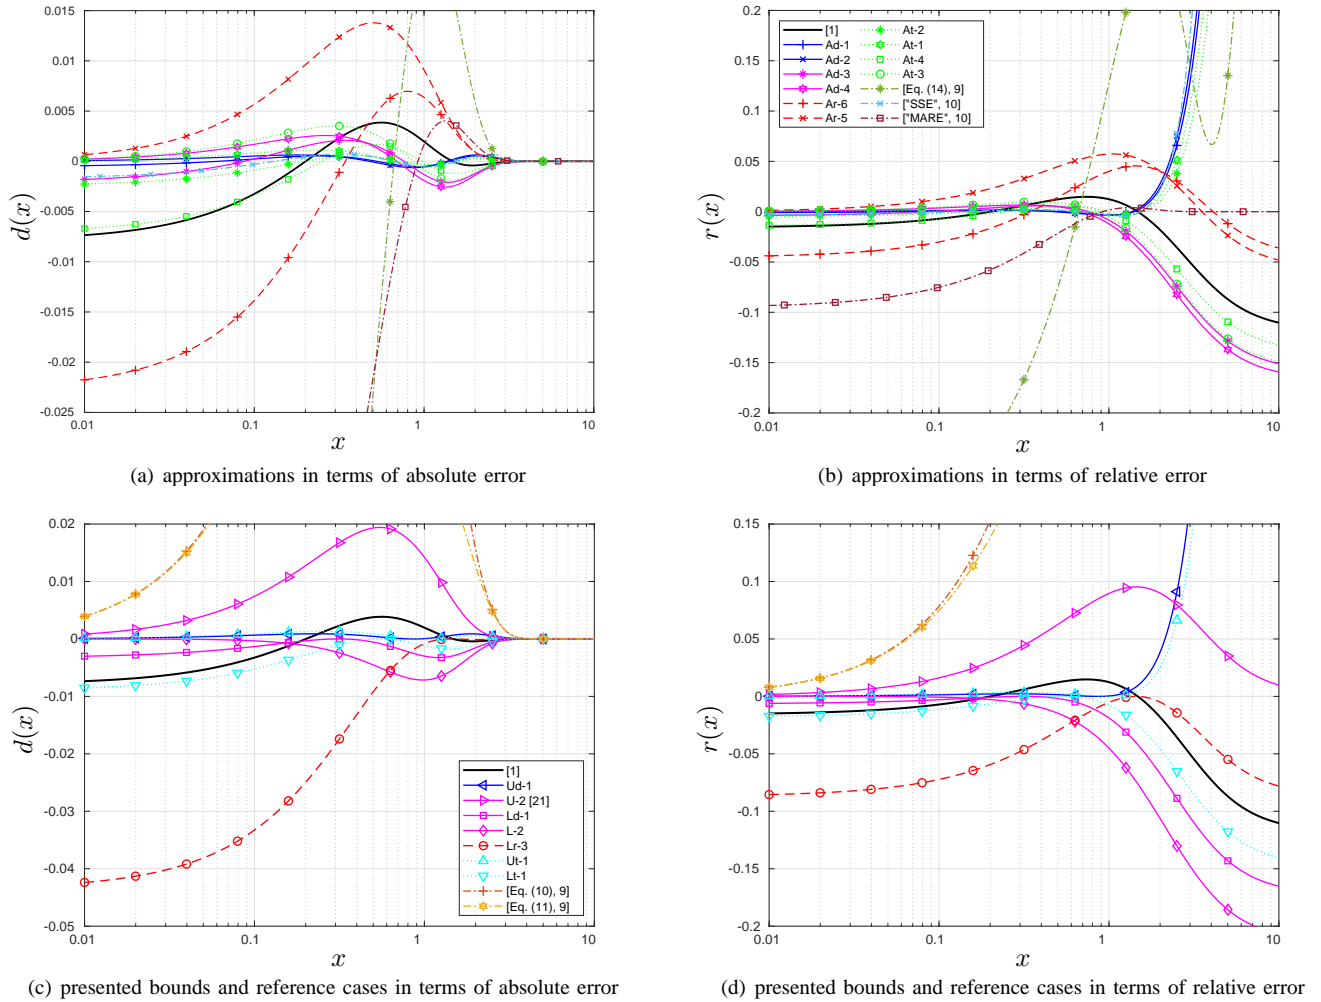 0.015
0.01
0.005
0
-0.005
-0.01
-0.015
-0.02
-0.025
0.01
0.1
1
10
d(x)
x
(a) approximations in terms of absolute error
0.2
0.15
0.1
0.05
0
-0.05
-0.1
-0.15
-0.2
0.01
0.1
1
10
r(x)
x
[1]
Ad-1
Ad-2
Ad-3
Ad-4
Ar-6
Ar-5
At-2
At-1
At-4
At-3
[Eq. (14), 9]
["SSE", 10]
["MARE", 10]
(b) approximations in terms of relative error
0.02
0.01
0
-0.01
-0.02
-0.03
-0.04
-0.05
0.01
0.1
1
10
d(x)
x
[1]
Ud-1
U-2 [21]
Ld-1
L-2
Lr-3
Ut-1
Lt-1
[Eq. (10), 9]
[Eq. (11), 9]
(c) presented bounds and reference cases in terms of absolute error
0.15
0.1
0.05
0
-0.05
-0.1
-0.15
-0.2
0.01
0.1
1
10
r(x)
x
(d) presented bounds and reference cases in terms of relative error